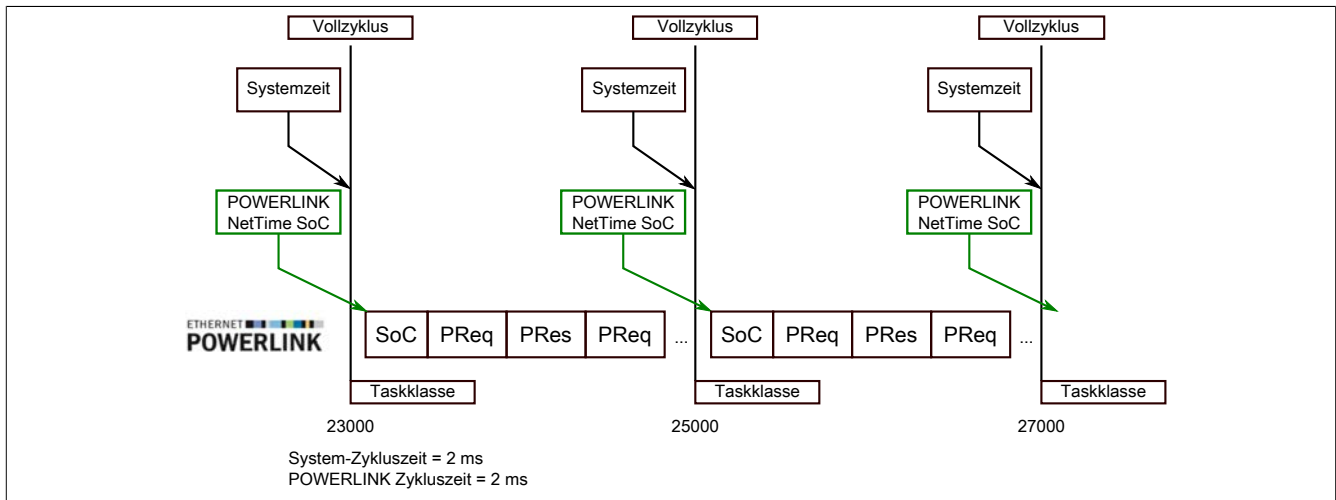 Vollzyklus Vollzyklus Vollzyklus
Systemzeit Systemzeit Systemzeit
POWERLINK POWERLINK POWERLINK
NetTime SoC NetTime SoC NetTime SoC
ETHERNET
POWERLINK
SoC PReq PRes PReq ... SoC PReq PRes PReq ...
Taskklasse Taskklasse Taskklasse
23000 25000 27000
System-Zykluszeit = 2 ms
POWERLINK Zykluszeit = 2 ms